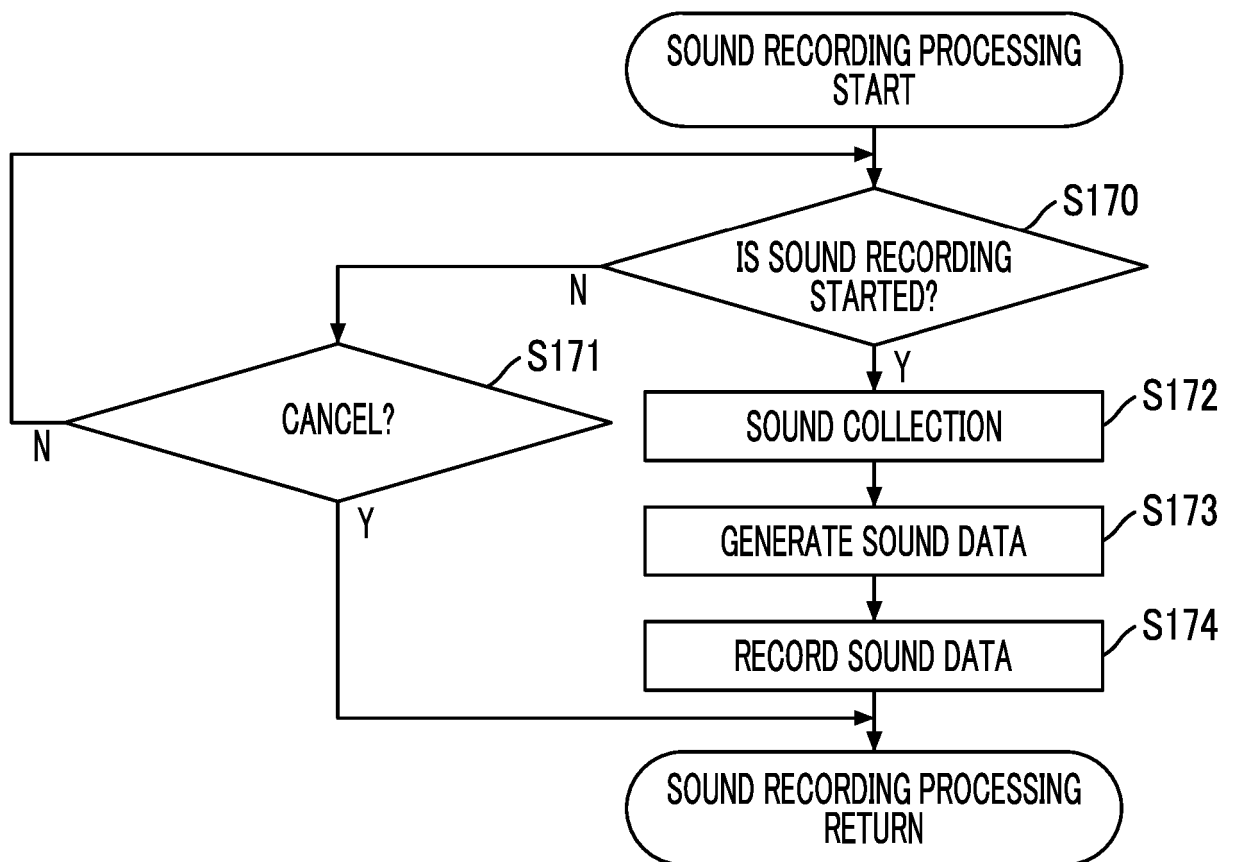 SOUND RECORDING PROCESSING
START
S170
IS SOUND RECORDING
STARTED?
N
Y
S171
CANCEL?
N
Y
S172
SOUND COLLECTION
S173
GENERATE SOUND DATA
S174
RECORD SOUND DATA
SOUND RECORDING PROCESSING
RETURN